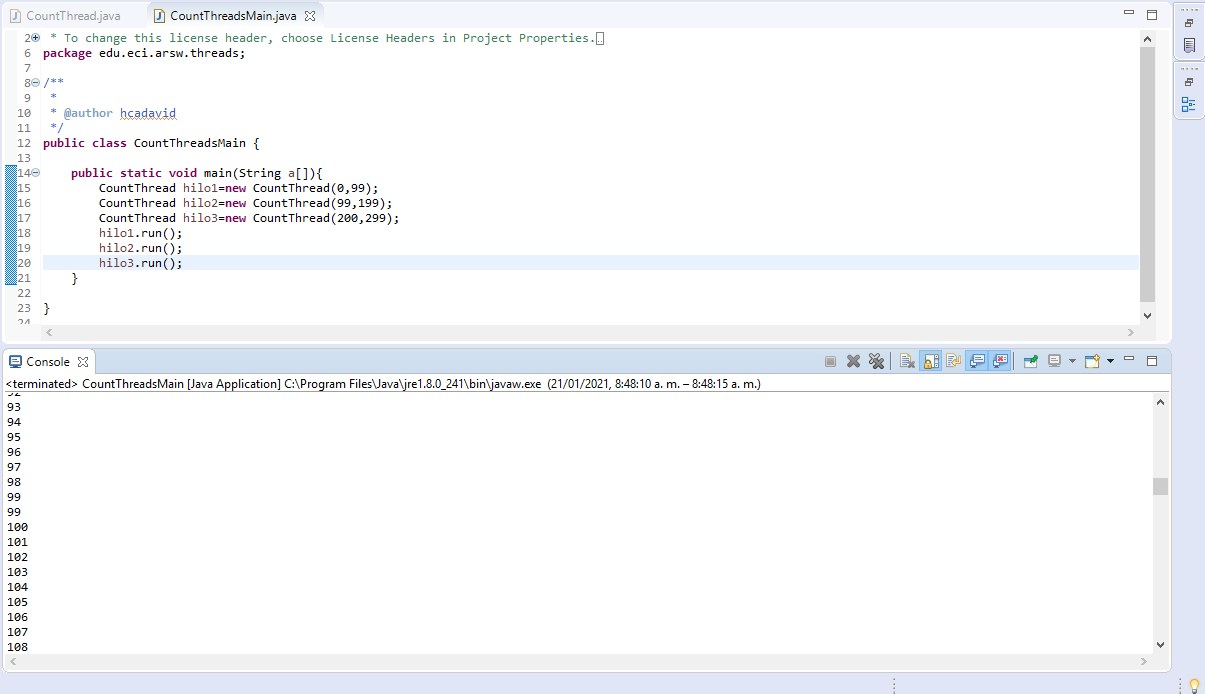 CountThread.java CountThreadsMain.java
2 * To change this license header, choose License Headers in Project Properties.
6 package edu.eci.arsw.threads;
7
8 /**
9 *
10 * @author hcadavid
11 */
12 public class CountThreadsMain {
13
14 public static void main(String a[]){
15 CountThread hilo1=new CountThread(0,99);
16 CountThread hilo2=new CountThread(99,199);
17 CountThread hilo3=new CountThread(200,299);
18 hilo1.run();
19 hilo2.run();
20 hilo3.run();
21 }
22
23 }
24
Console
<terminated> CountThreadsMain [Java Application] C:\Program Files\Java\jre1.8.0_241\bin\javaw.exe (21/01/2021, 8:48:10 a. m. – 8:48:15 a. m.)
92
93
94
95
96
97
98
99
99
100
101
102
103
104
105
106
107
108